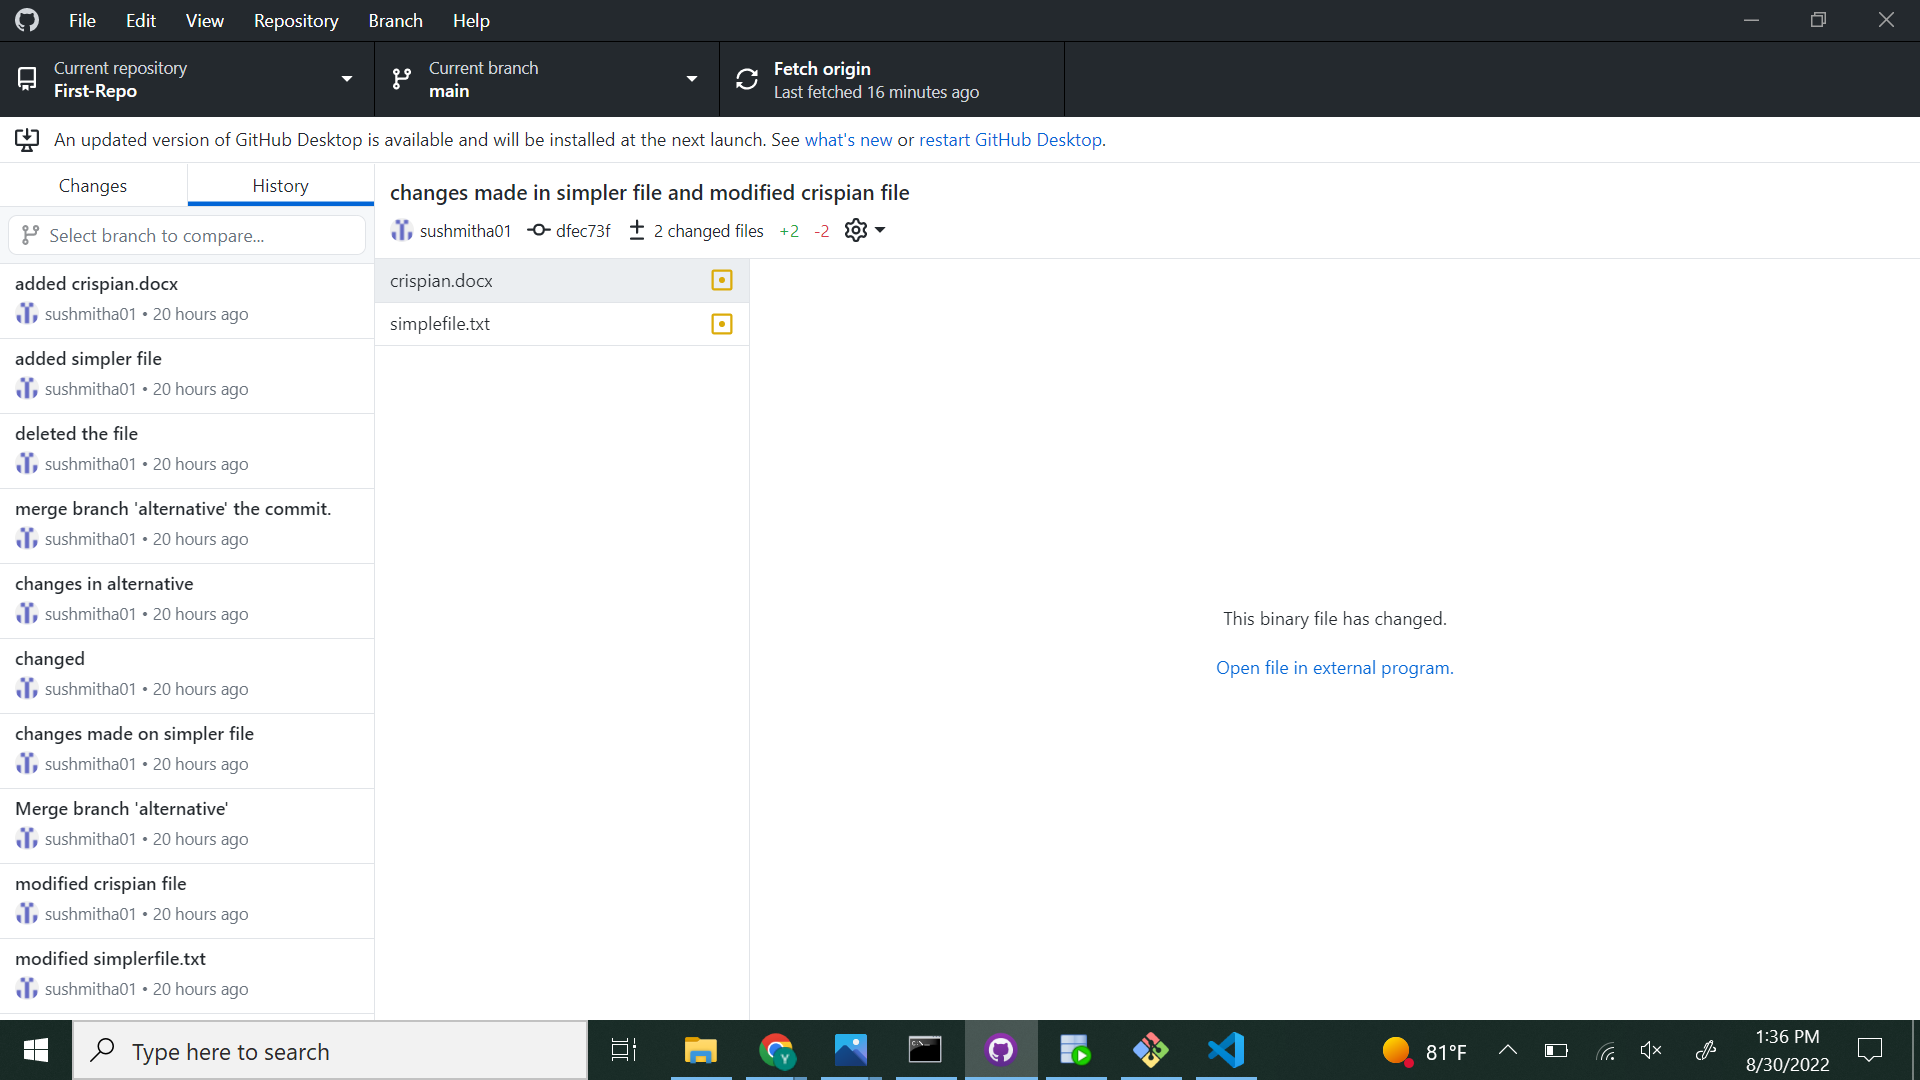 File Edit View Repository Branch Help
Current repository
First-Repo
Current branch
main
Fetch origin
Last fetched 16 minutes ago
An updated version of GitHub Desktop is available and will be installed at the next launch. See what's new or restart GitHub Desktop.
Changes
History
Select branch to compare...
added crispian.docx
sushmitha01 • 20 hours ago
added simpler file
sushmitha01 • 20 hours ago
deleted the file
sushmitha01 • 20 hours ago
merge branch 'alternative' the commit.
sushmitha01 • 20 hours ago
changes in alternative
sushmitha01 • 20 hours ago
changed
sushmitha01 • 20 hours ago
changes made on simpler file
sushmitha01 • 20 hours ago
Merge branch 'alternative'
sushmitha01 • 20 hours ago
modified crispian file
sushmitha01 • 20 hours ago
modified simplerfile.txt
sushmitha01 • 20 hours ago
changes made in simpler file and modified crispian file
sushmitha01 dfec73f 2 changed files +2 -2
crispian.docx
simplefile.txt
This binary file has changed.
Open file in external program.
Type here to search
C:\_
Y
81°F
1:36 PM
8/30/2022